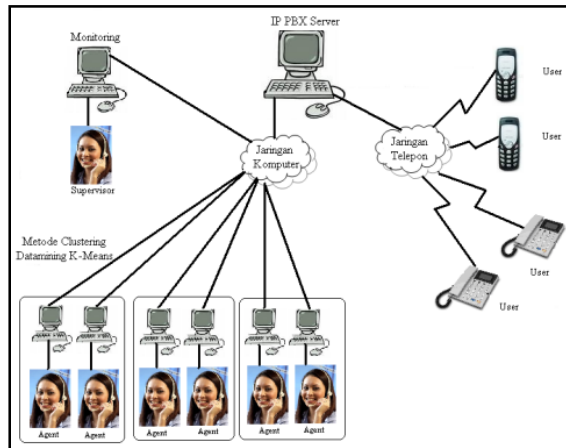 IP PBX Server
Monitoring
User
User
Jaringan
Komputer
Jaringan
Telepon
Supervisor
User
Metode Clustering
Datamining K-Means
User
Agent
Agent
Agent
Agent
Agent
Agent